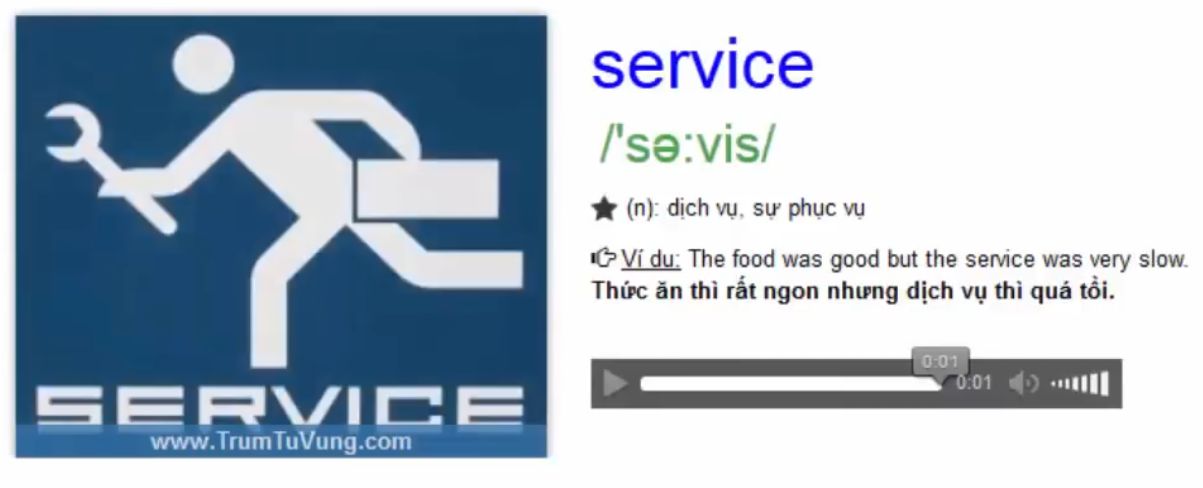 SERVICE
www.TrumTuVung.com
service
/'sə:vis/
(n): dịch vụ, sự phục vụ
Ví du: The food was good but the service was very slow.
Thức ăn thì rất ngon nhưng dịch vụ thì quá tồi.
0:01
0:01